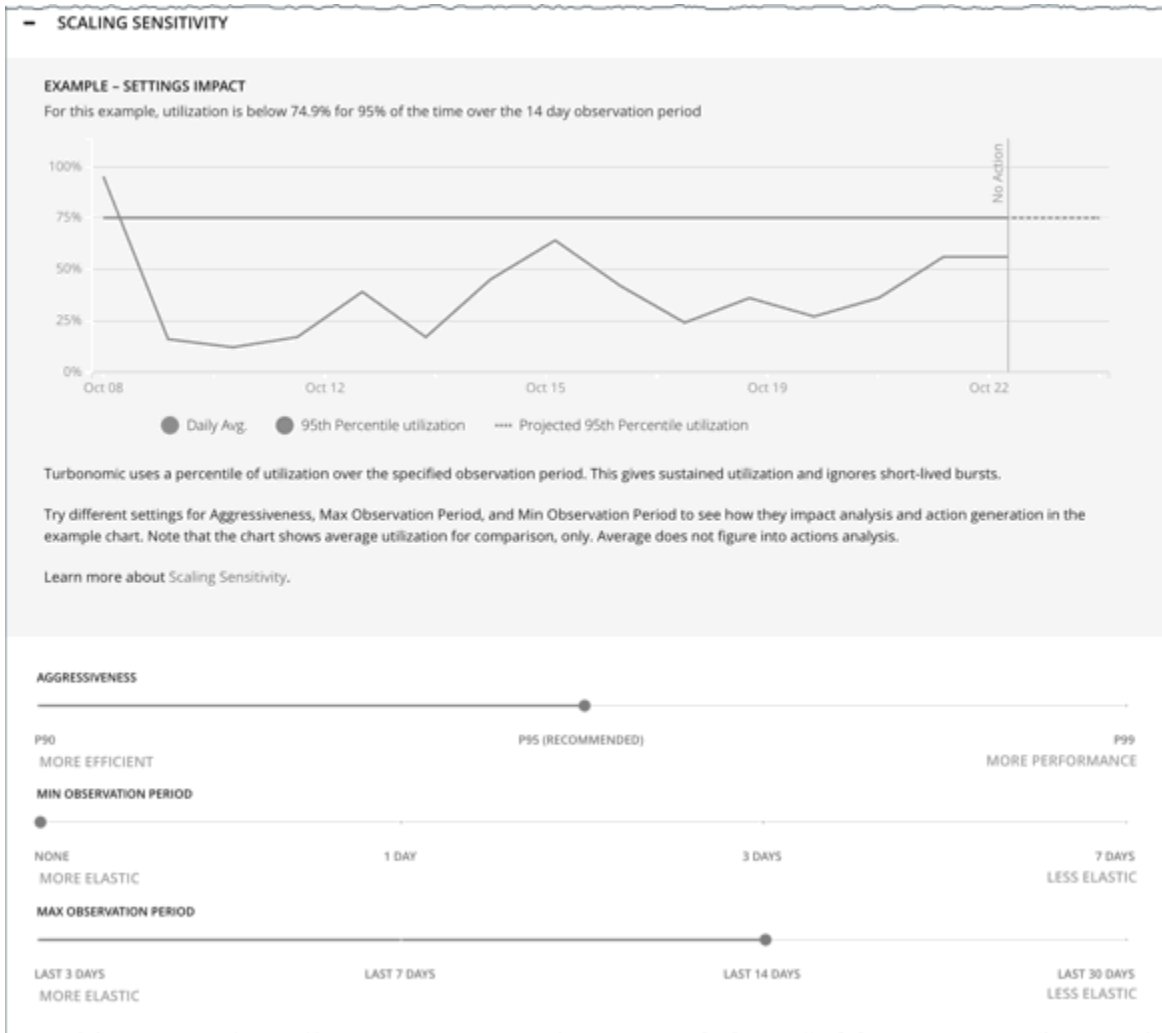 – SCALING SENSITIVITY
EXAMPLE – SETTINGS IMPACT
For this example, utilization is below 74.9% for 95% of the time over the 14 day observation period
No Action
100%
75%
50%
25%
0%
Oct 08 Oct 12 Oct 15 Oct 19 Oct 22
Daily Avg. 95th Percentile utilization Projected 95th Percentile utilization
Turbonomic uses a percentile of utilization over the specified observation period. This gives sustained utilization and ignores short-lived bursts.
Try different settings for Aggressiveness, Max Observation Period, and Min Observation Period to see how they impact analysis and action generation in the
example chart. Note that the chart shows average utilization for comparison, only. Average does not figure into actions analysis.
Learn more about Scaling Sensitivity.
AGGRESSIVENESS
P90 P95 (RECOMMENDED) P99
MORE EFFICIENT MORE PERFORMANCE
MIN OBSERVATION PERIOD
NONE 1 DAY 3 DAYS 7 DAYS
MORE ELASTIC LESS ELASTIC
MAX OBSERVATION PERIOD
LAST 3 DAYS LAST 7 DAYS LAST 14 DAYS LAST 30 DAYS
MORE ELASTIC LESS ELASTIC